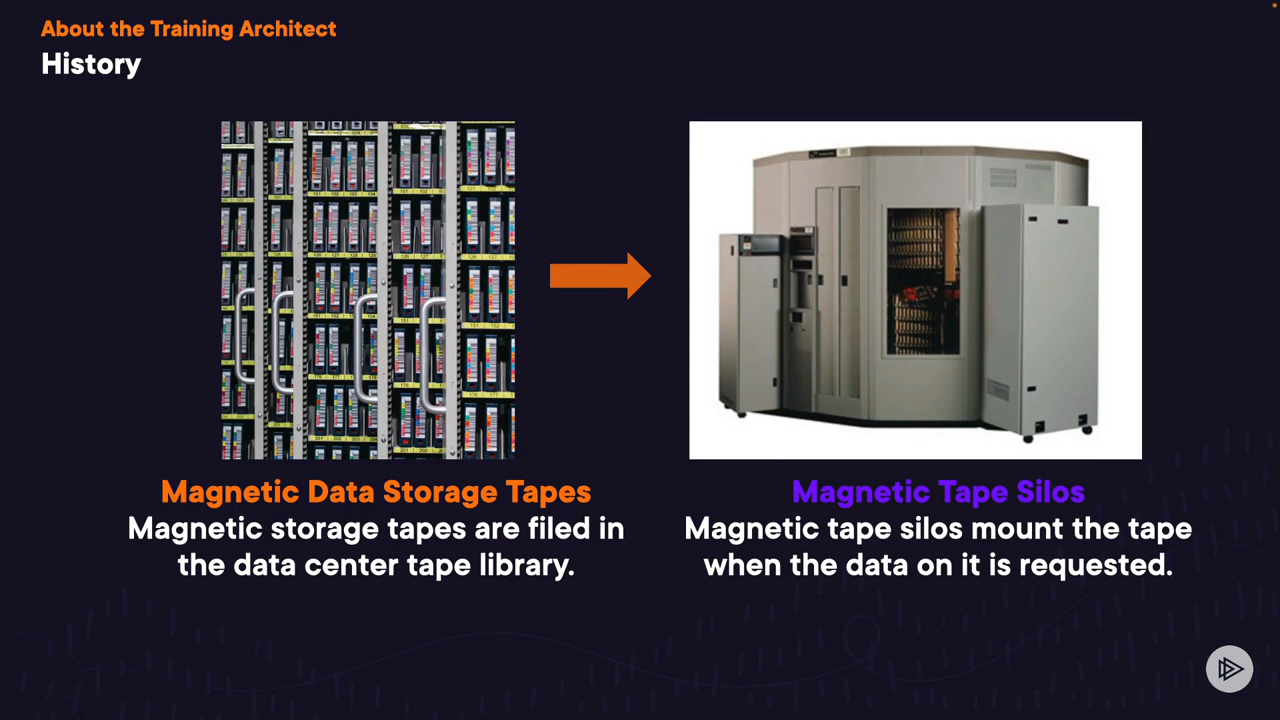 About the Training Architect
History
Magnetic Data Storage Tapes
Magnetic storage tapes are filed in
the data center tape library.
Magnetic Tape Silos
Magnetic tape silos mount the tape
when the data on it is requested.